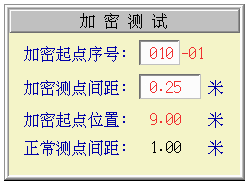 加密测试
加密起点序号: 010-01
加密测点间距: 0.25 米
加密起点位置: 9.00 米
正常测点间距: 1.00 米